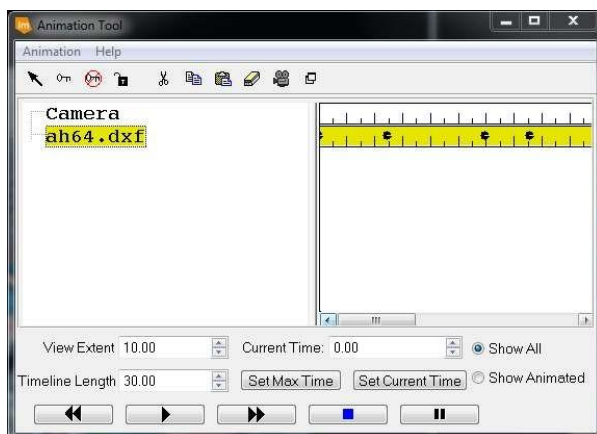 Animation Tool
Animation Help
Camera
ah64.dxf
View Extent 10.00 Current Time: 0.00 Show All
Timeline Length 30.00 Set Max Time Set Current Time Show Animated